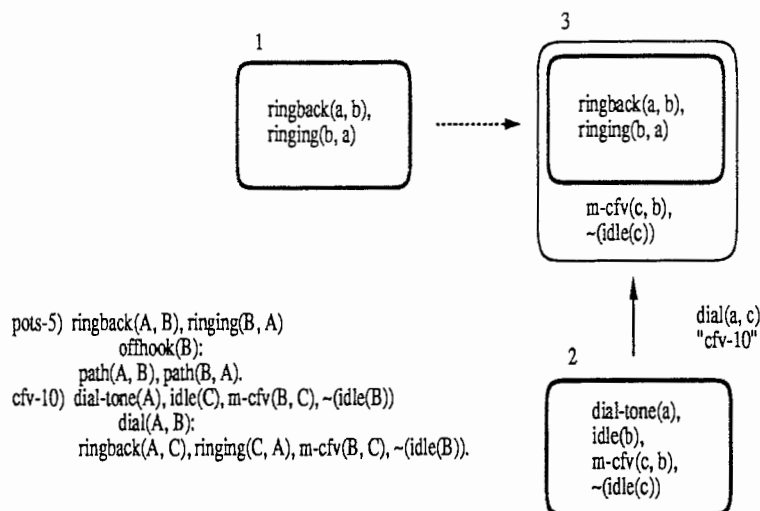 1
ringback(a, b),
ringing(b, a)
3
ringback(a, b),
ringing(b, a)
m-cfv(c, b),
~(idle(c))
dial(a, c)
"cfv-10"
2
dial-tone(a),
idle(b),
m-cfv(c, b),
~(idle(c))
pots-5) ringback(A, B), ringing(B, A)
offhook(B):
path(A, B), path(B, A).
cfv-10) dial-tone(A), idle(C), m-cfv(B, C), ~(idle(B))
dial(A, B):
ringback(A, C), ringing(C, A), m-cfv(B, C), ~(idle(B)).